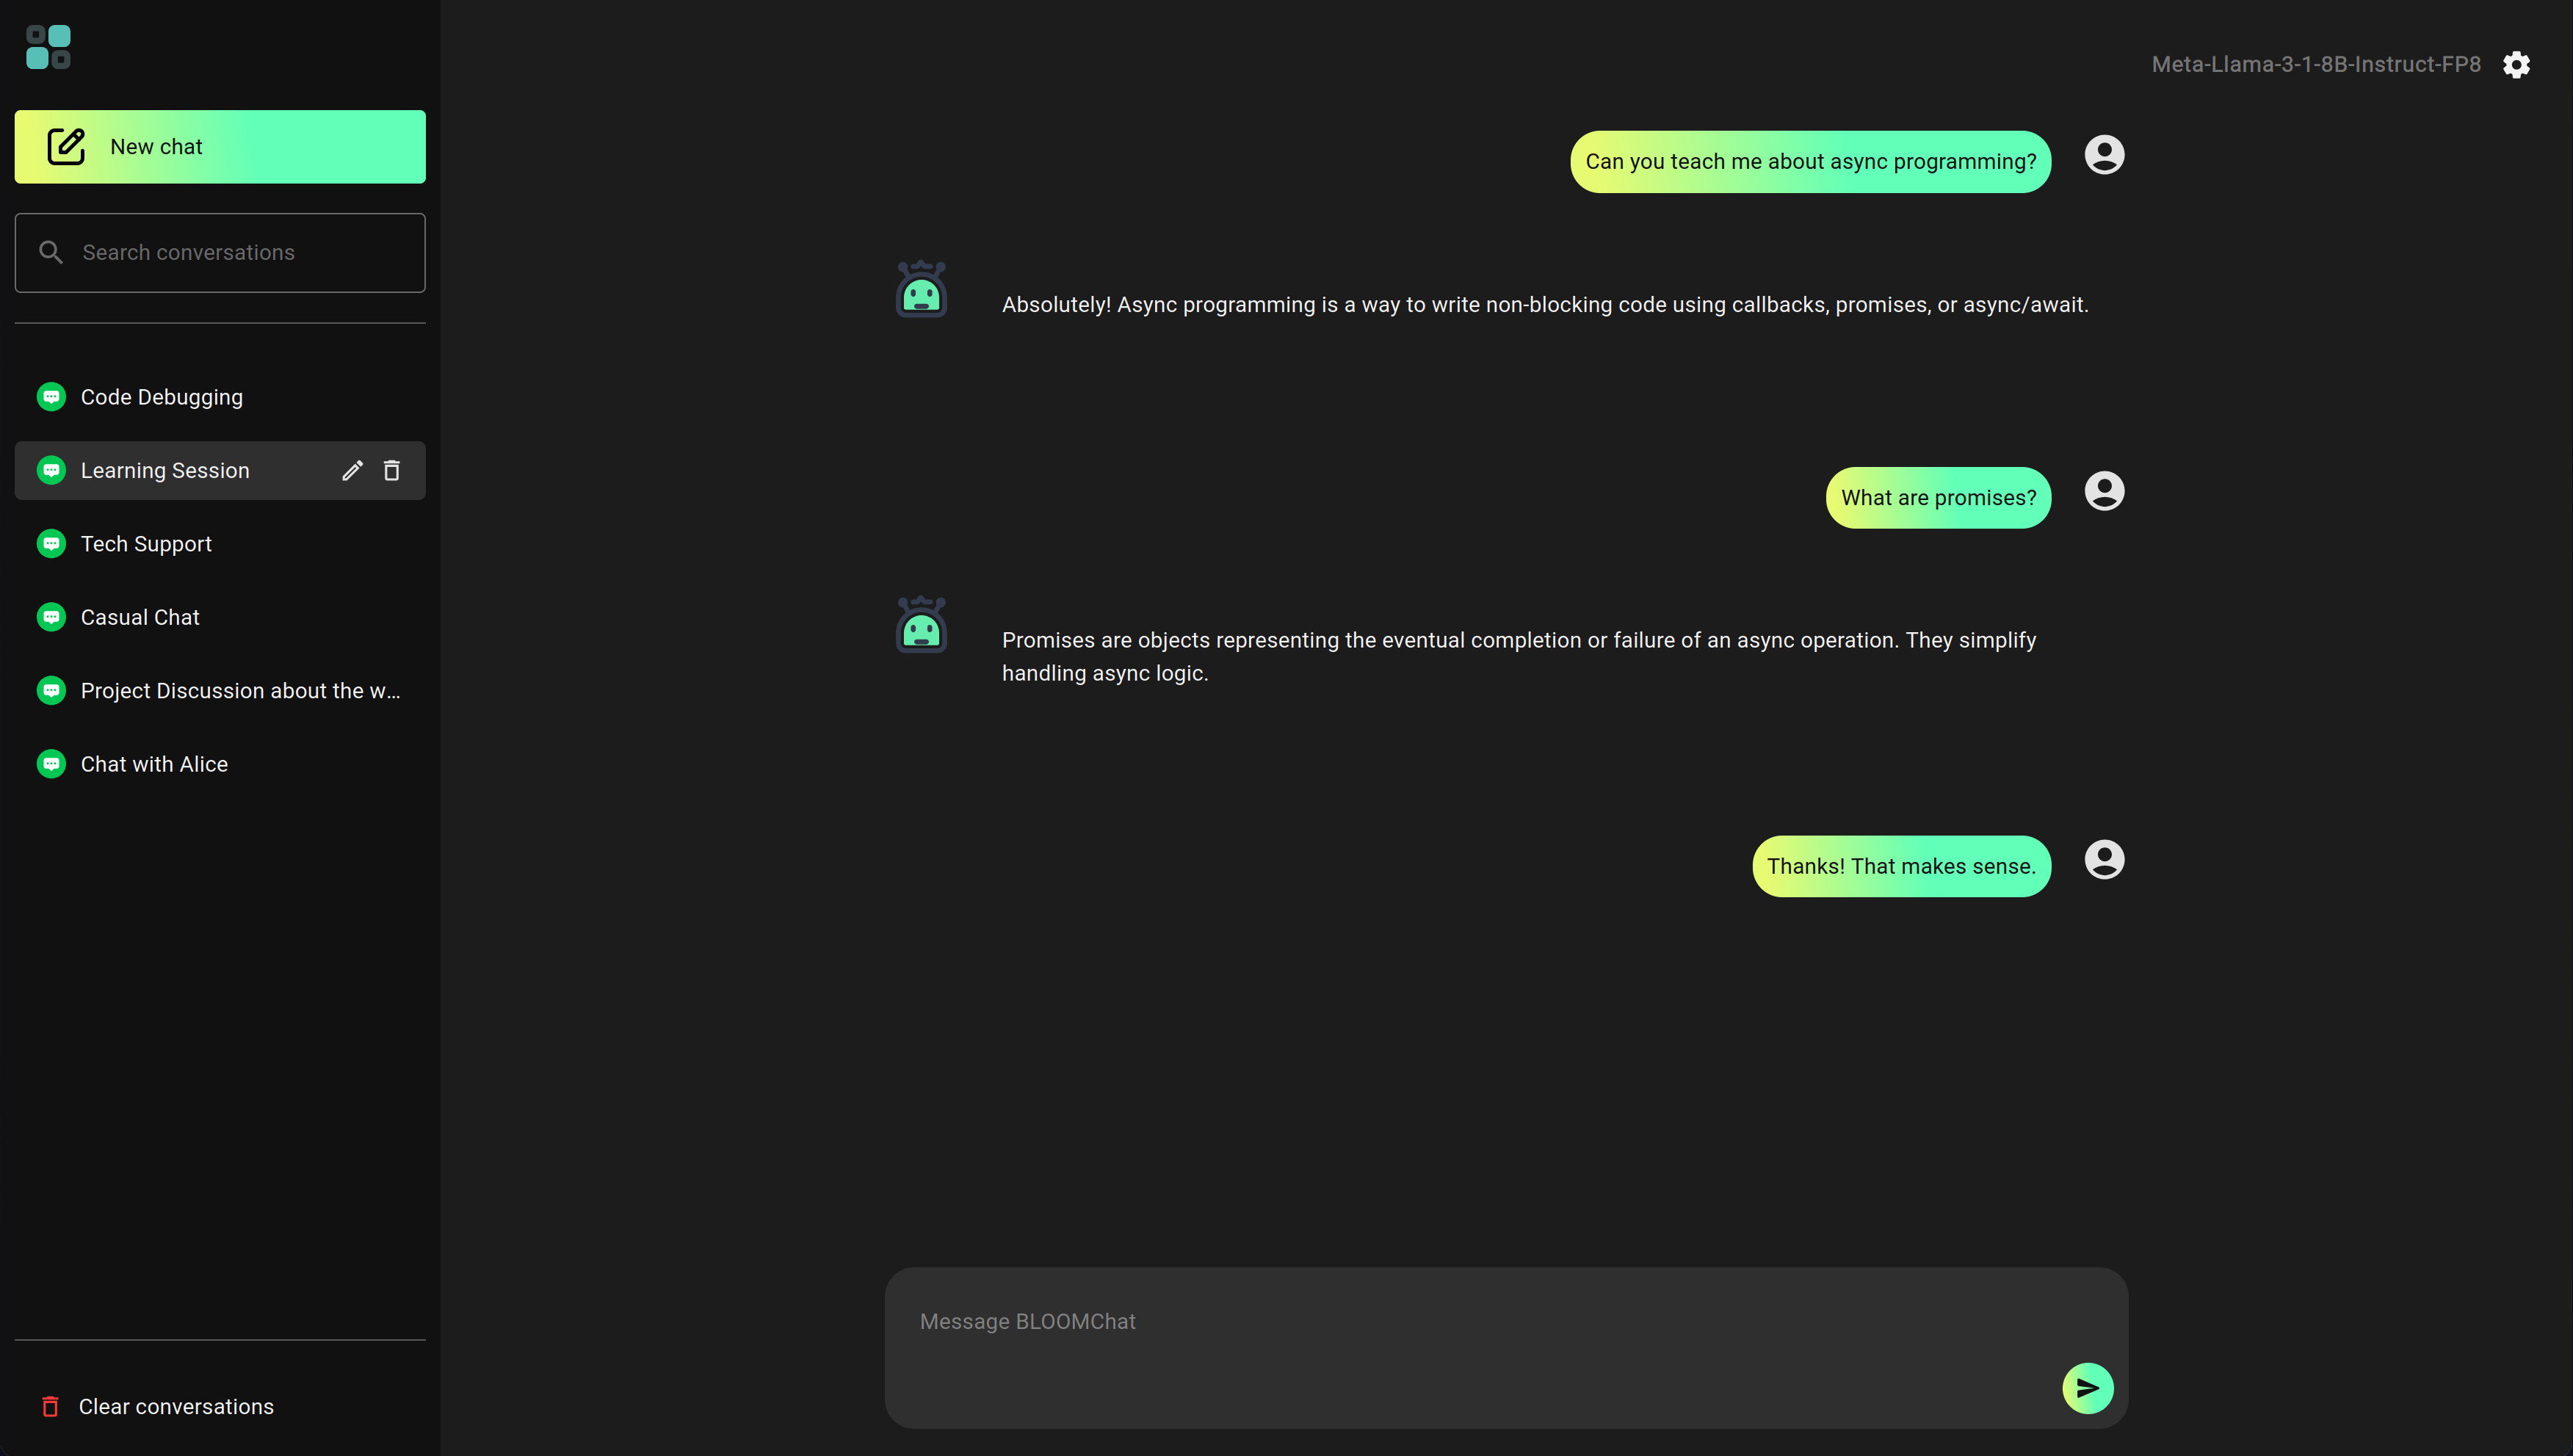 New chat
Search conversations
Code Debugging
Learning Session
Tech Support
Casual Chat
Project Discussion about the w...
Chat with Alice
Clear conversations
Meta-Llama-3-1-8B-Instruct-FP8
Can you teach me about async programming?
Absolutely! Async programming is a way to write non-blocking code using callbacks, promises, or async/await.
What are promises?
Promises are objects representing the eventual completion or failure of an async operation. They simplify
handling async logic.
Thanks! That makes sense.
Message BLOOMChat